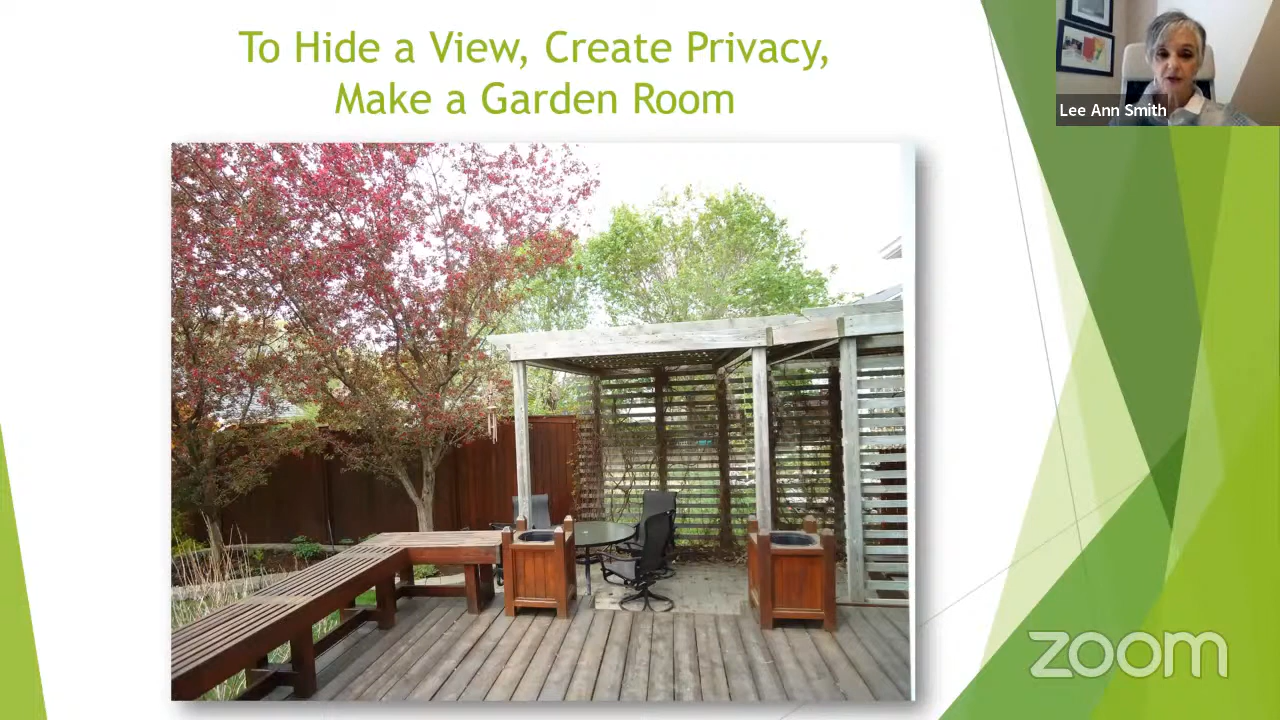 To Hide a View, Create Privacy,
Make a Garden Room
Lee Ann Smith
zoom